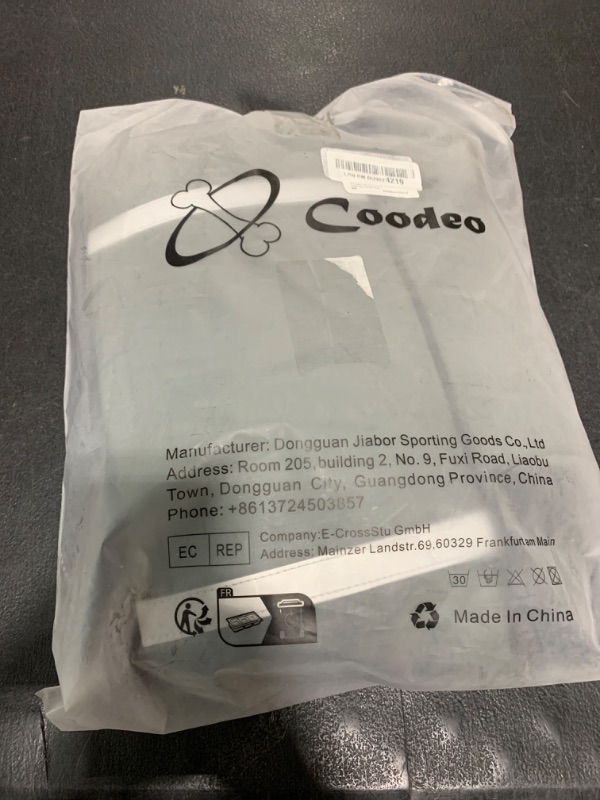 4219
Coodeo
Manufacturer: Dongguan Jiabor Sporting Goods Co.,Ltd
Address: Room 205,building 2, No. 9, Fuxi Road, Liaobu
Town, Dongguan City, Guangdong Province, China
Phone: +8613724503857
EC REP
Company:E-CrossStu GmbH
Address: Mainzer Landstr.69,60329 Frankfurt am Main
30
FR
Made In China